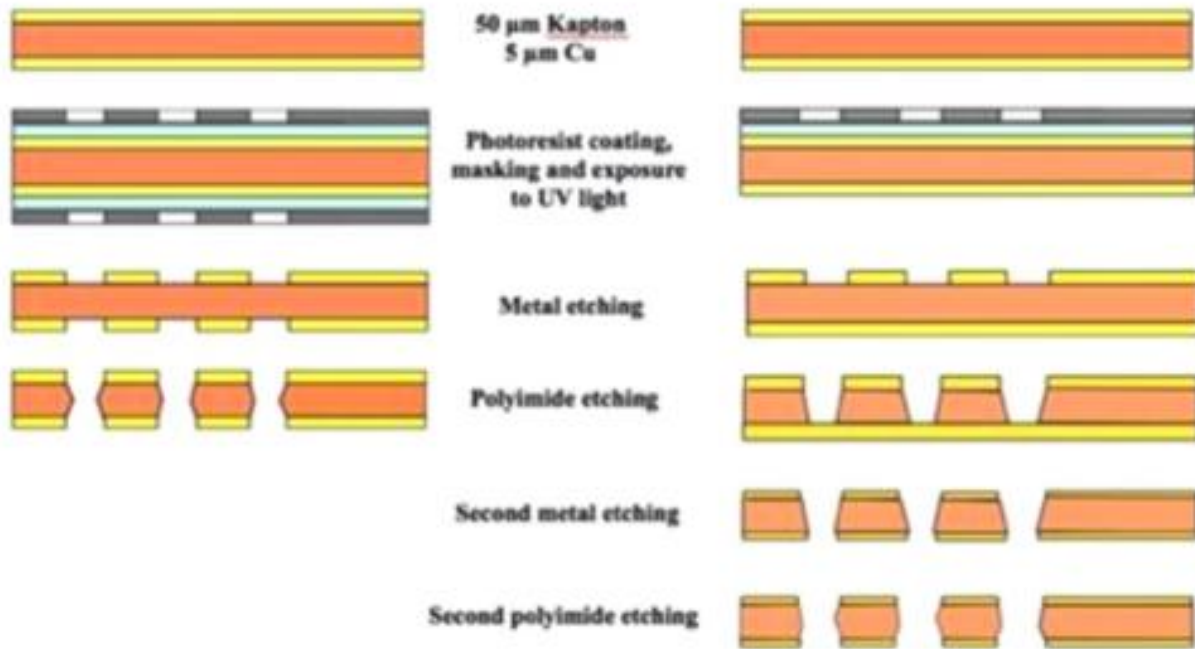 50 µm Kapton
5 µm Cu
Photoresist coating,
masking and exposure
to UV light
Metal etching
Polyimide etching
Second metal etching
Second polyimide etching